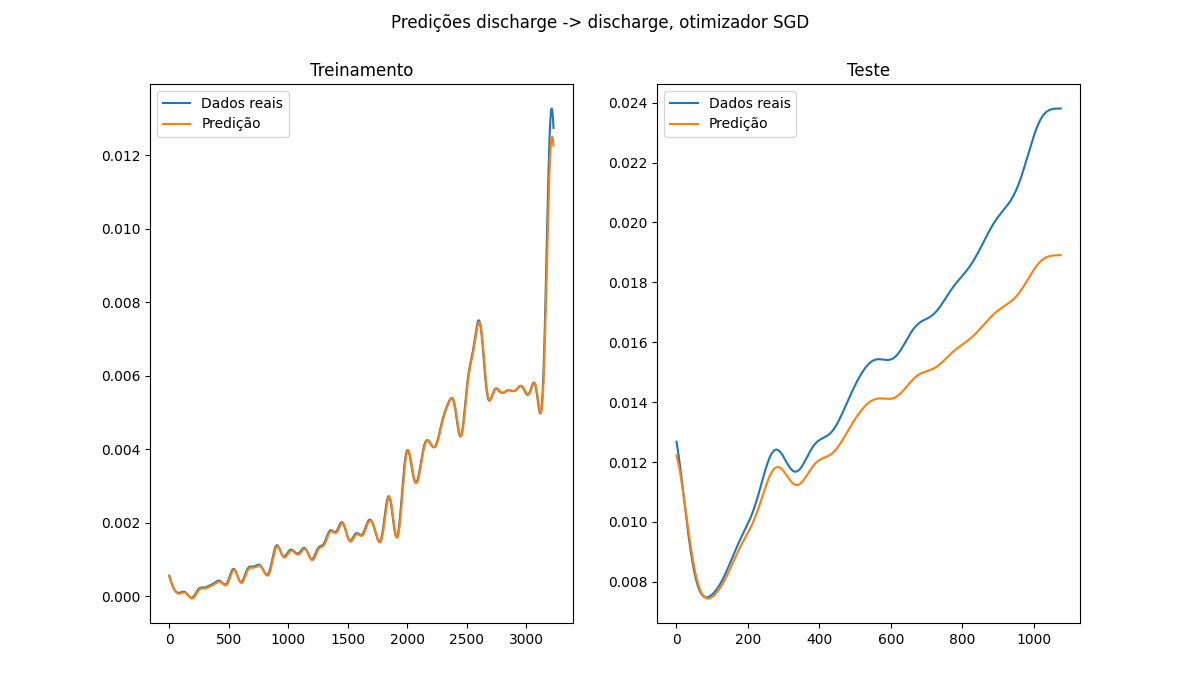 Predições discharge -> discharge, otimizador SGD
Treinamento
Dados reais
Predição
0.012
0.010
0.008
0.006
0.004
0.002
0.000
0 500 1000 1500 2000 2500 3000
Teste
Dados reais
Predição
0.024
0.022
0.020
0.018
0.016
0.014
0.012
0.010
0.008
0 200 400 600 800 1000